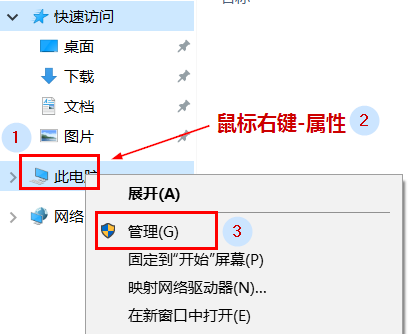 快速访问
桌面
下载
文档
1
图片
鼠标右键-属性 2
此电脑
展开(A)
网络
管理(G) 3
固定到"开始"屏幕(P)
映射网络驱动器(N)...
在新窗口中打开(E)